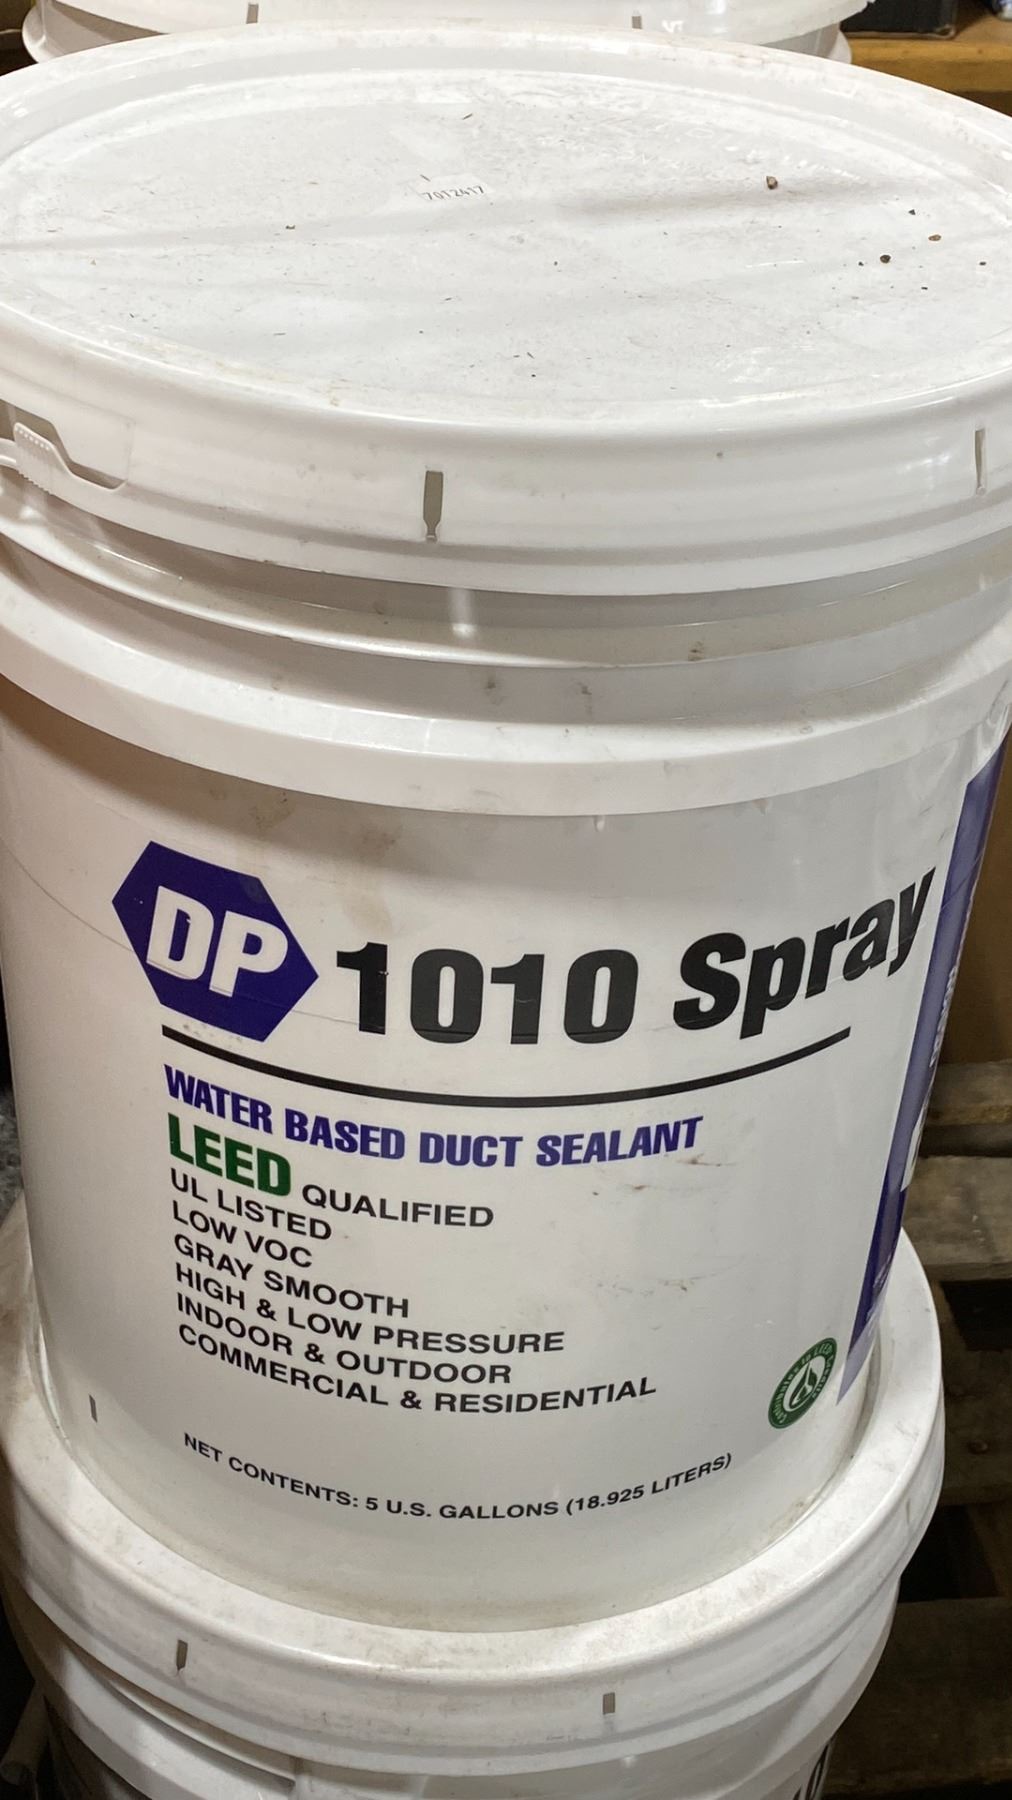 7012417
DP 1010 Spray
WATER BASED DUCT SEALANT
LEED QUALIFIED
UL LISTED
LOW VOC
GRAY SMOOTH
HIGH & LOW PRESSURE
INDOOR & OUTDOOR
COMMERCIAL & RESIDENTIAL
NET CONTENTS: 5 U.S. GALLONS (18.925 LITERS)